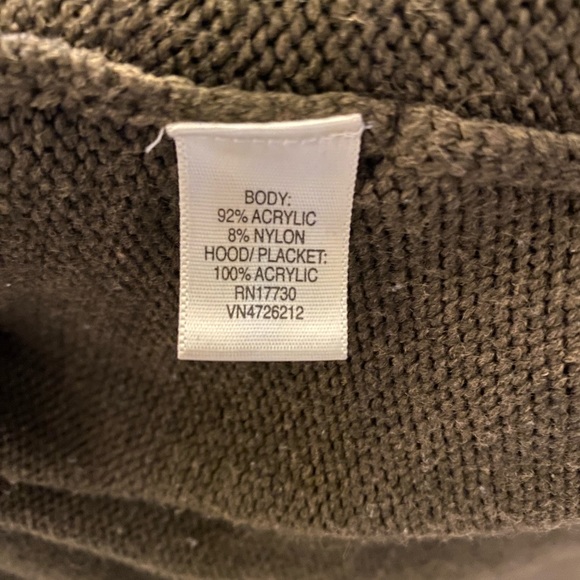 BODY:
92% ACRYLIC
8% NYLON
HOOD/ PLACKET:
100% ACRYLIC
RN17730
VN4726212